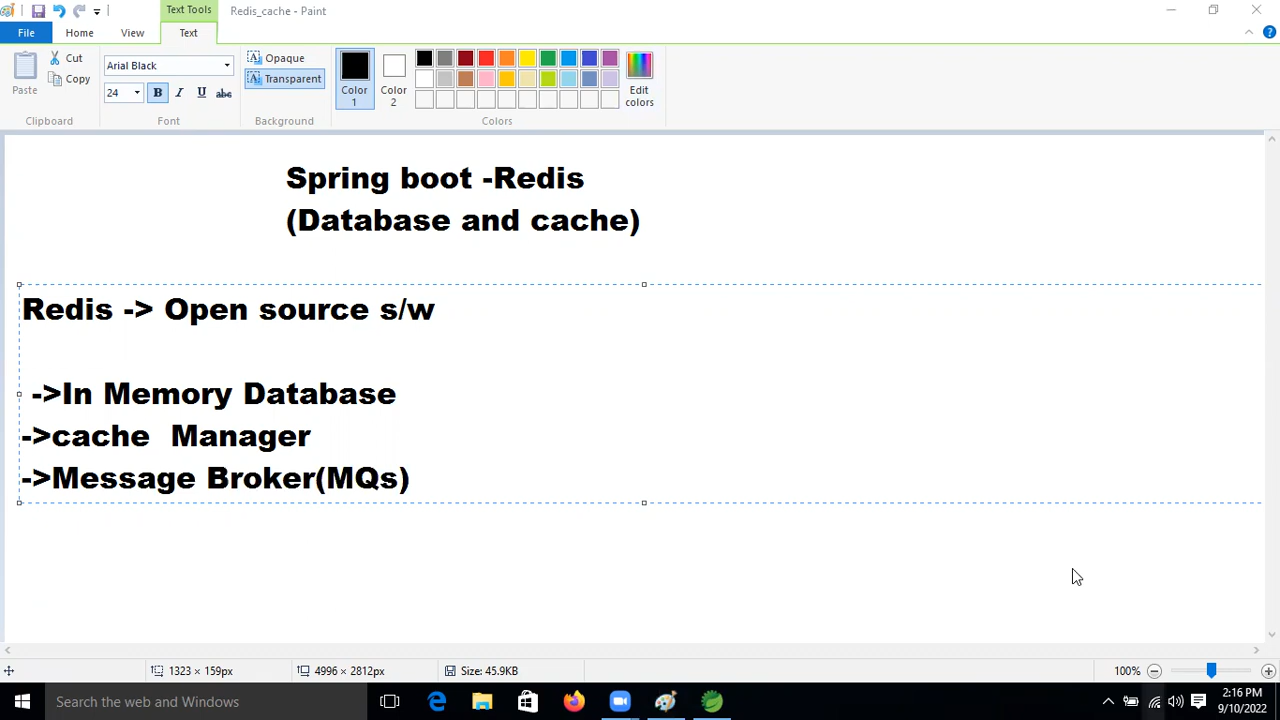 Text Tools
Redis_cache - Paint
File
Home
View
Text
Paste
Cut
Copy
Clipboard
Arial Black
24
B
I
U
abc
Font
Opaque
Transparent
Background
Color 1
Color 2
Edit colors
Colors
Spring boot -Redis
(Database and cache)
Redis -> Open source s/w
->In Memory Database
->cache  Manager
->Message Broker(MQs)
1323 × 159px
4996 × 2812px
Size: 45.9KB
100%
Search the web and Windows
2:16 PM
9/10/2022